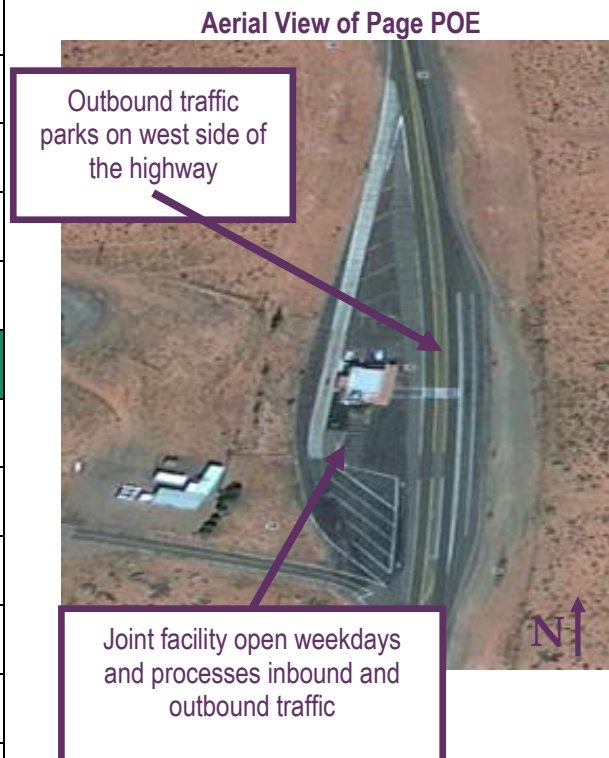 Aerial View of Page POE
Outbound traffic
parks on west side of
the highway
Joint facility open weekdays
and processes inbound and
outbound traffic
N